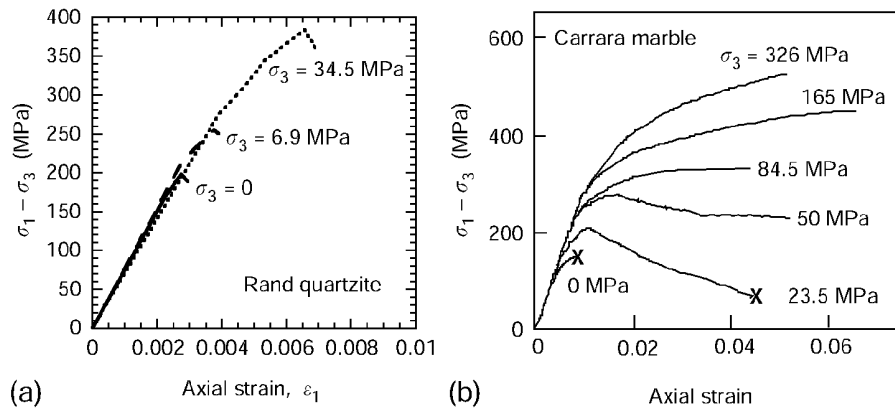 400
350
300
250
200
150
100
50
0
σ₁ – σ₃ (MPa)
σ₃ = 34.5 MPa
σ₃ = 6.9 MPa
σ₃ = 0
Rand quartzite
0 0.002 0.004 0.006 0.008 0.01
(a) Axial strain, ε₁
600
400
200
0
σ₁ – σ₃ (MPa)
Carrara marble
σ₃ = 326 MPa
165 MPa
84.5 MPa
50 MPa
X
0 MPa
X
23.5 MPa
0 0.02 0.04 0.06
(b) Axial strain